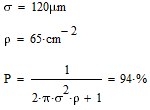 σ = 120μm
ρ = 65·cm⁻²
P = 1 / (2·π·σ²·ρ + 1) = 94·%